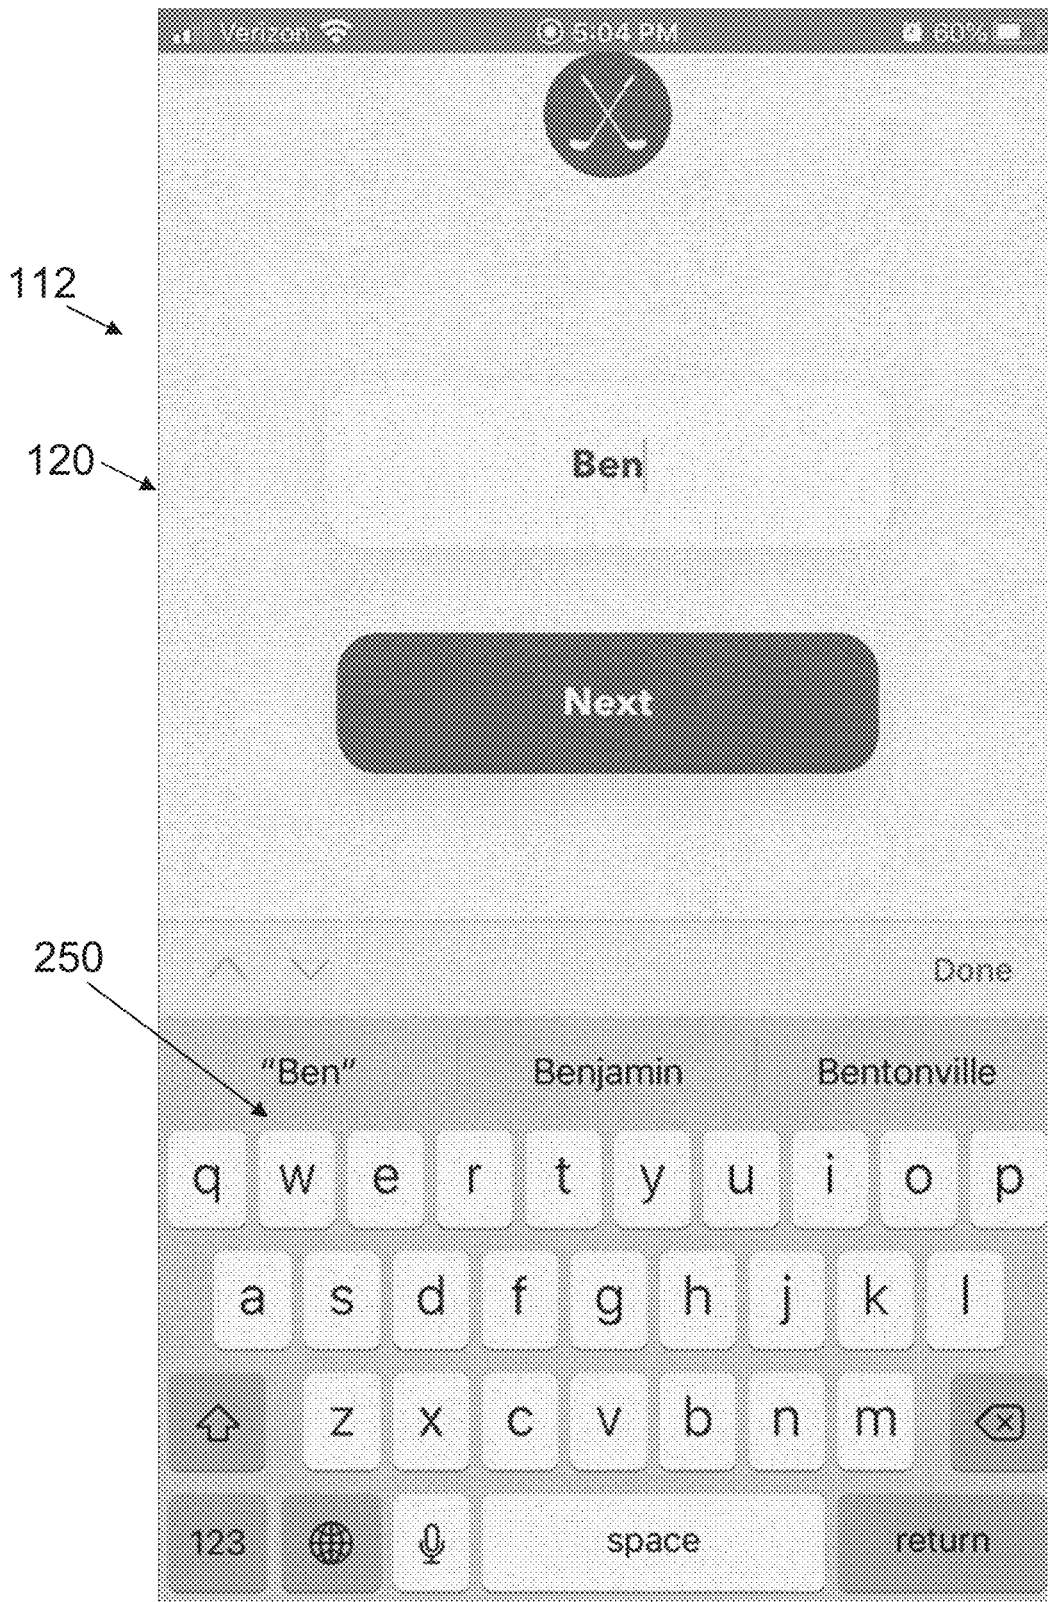 Verizon 5:04 PM 60%
112
120
Ben
Next
250
Done
"Ben" Benjamin Bentonville
q w e r t y u i o p
a s d f g h j k l
z x c v b n m
123 space return